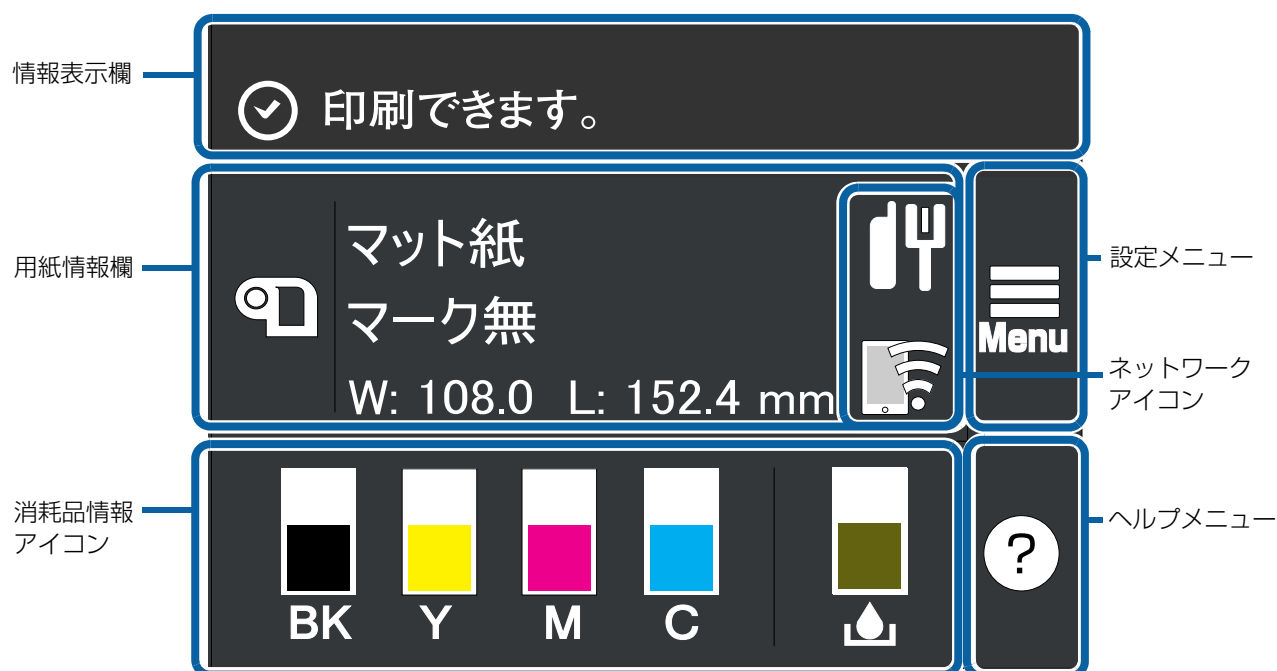 情報表示欄
印刷できます。
用紙情報欄
マット紙
マーク無
W: 108.0 L: 152.4 mm
Menu
設定メニュー
ネットワーク
アイコン
消耗品情報
アイコン
BK Y M C
?
ヘルプメニュー